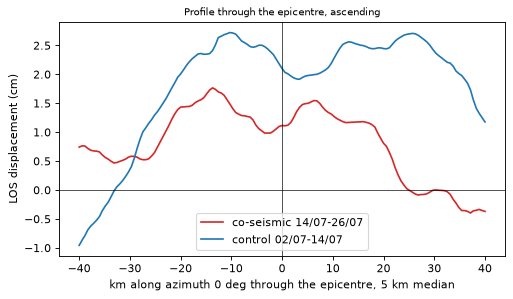 Profile through the epicentre, ascending
LOS displacement (cm)
2.5
2.0
1.5
1.0
0.5
0.0
−0.5
−1.0
co-seismic 14/07-26/07
control 02/07-14/07
−40 −30 −20 −10 0 10 20 30 40
km along azimuth 0 deg through the epicentre, 5 km median